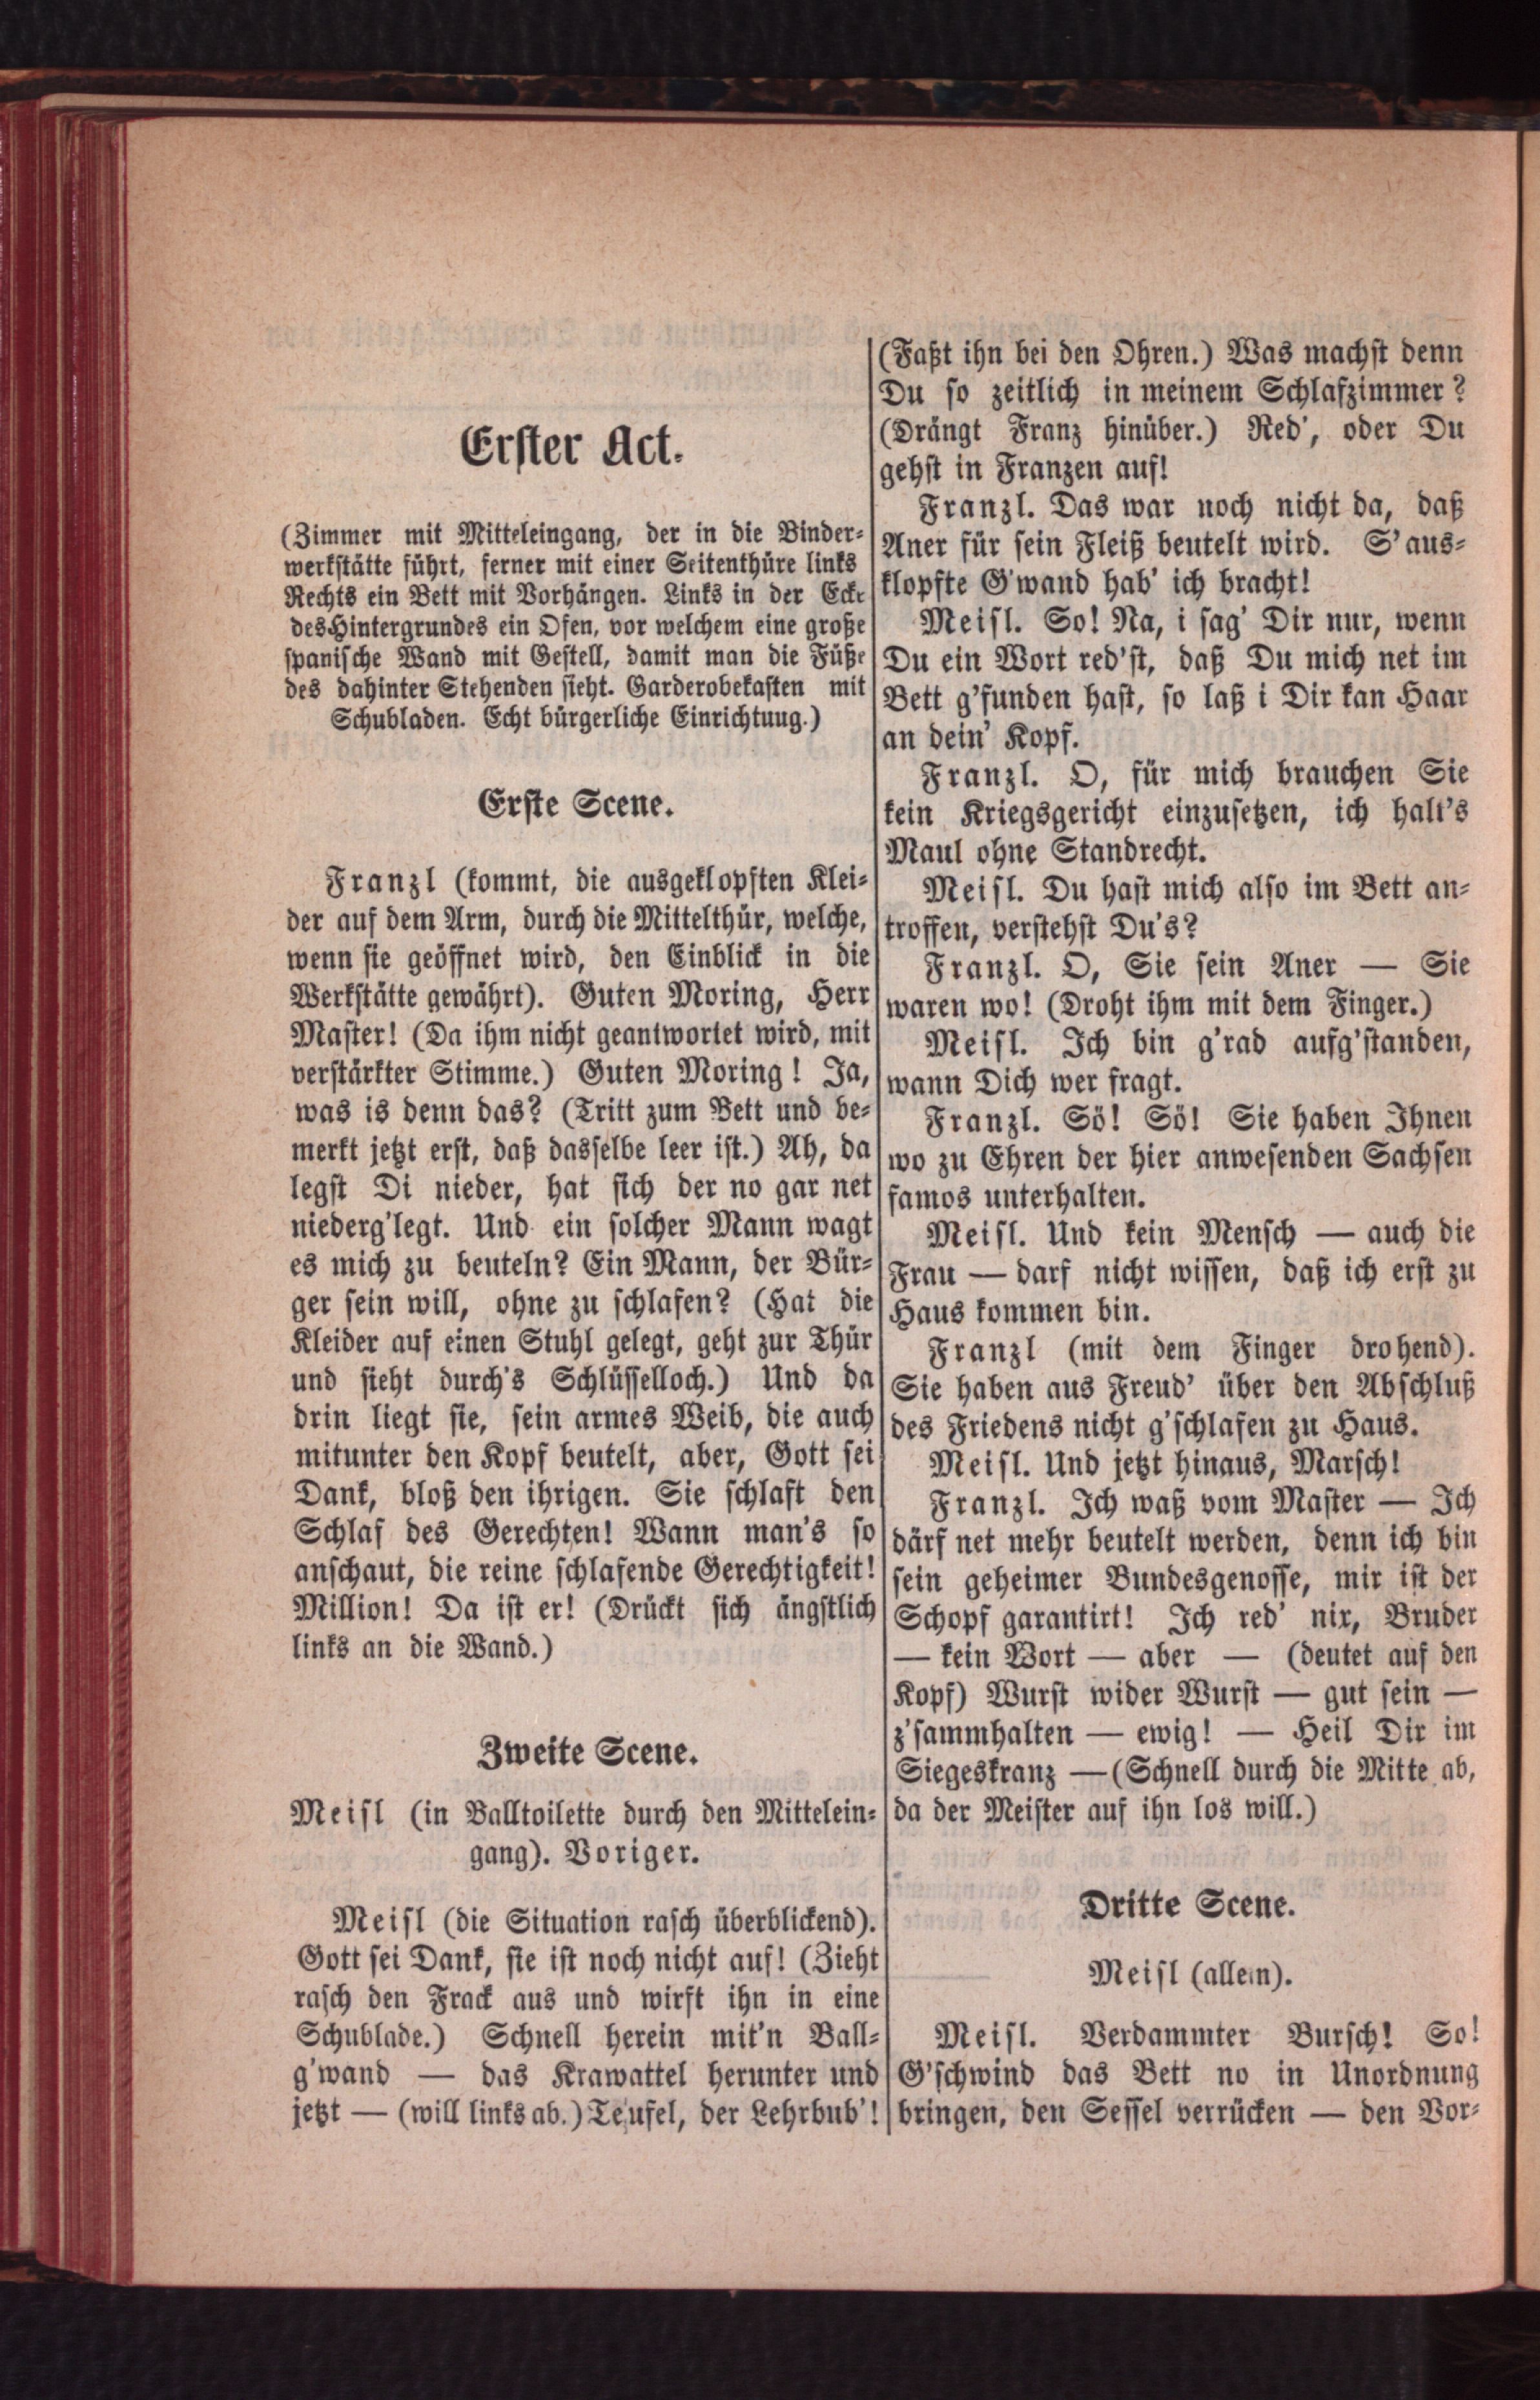 Erster Act.
(Zimmer mit Mitteleingang, der in die Binder-
werkstätte führt, ferner mit einer Seitenthüre links
Rechts ein Bett mit Vorhängen. Links in der Ecke
des Hintergrundes ein Ofen, vor welchem eine große
spanische Wand mit Gestell, damit man die Füße
des dahinter Stehenden sieht. Garderobekasten mit
Schubladen. Echt bürgerliche Einrichtuug.)
Erste Scene.
Franzl (kommt, die ausgeklopften Klei-
der auf dem Arm, durch die Mittelthür, welche,
wenn sie geöffnet wird, den Einblick in die
Werkstätte gewährt). Guten Moring, Herr
Master! (Da ihm nicht geantwortet wird, mit
verstärkter Stimme.) Guten Moring! Ja,
was is denn das? (Tritt zum Bett und be-
merkt jetzt erst, daß dasselbe leer ist.) Ah, da
legst Di nieder, hat sich der no gar net
niederg'legt. Und ein solcher Mann wagt
es mich zu beuteln? Ein Mann, der Bür-
ger sein will, ohne zu schlafen? (Hat die
Kleider auf einen Stuhl gelegt, geht zur Thür
und sieht durch's Schlüsselloch.) Und da
drin liegt sie, sein armes Weib, die auch
mitunter den Kopf beutelt, aber, Gott sei
Dank, bloß den ihrigen. Sie schlaft den
Schlaf des Gerechten! Wann man's so
anschaut, die reine schlafende Gerechtigkeit!
Million! Da ist er! (Drückt sich ängstlich
links an die Wand.)
Zweite Scene.
Meisl (in Balltoilette durch den Mittelein-
gang). Voriger.
Meisl (die Situation rasch überblickend).
Gott sei Dank, sie ist noch nicht auf! (Zieht
rasch den Frack aus und wirft ihn in eine
Schublade.) Schnell herein mit'n Ball-
g'wand — das Krawattel herunter und
jetzt — (will links ab.) Teufel, der Lehrbub'!
(Faßt ihn bei den Ohren.) Was machst denn
Du so zeitlich in meinem Schlafzimmer?
(Drängt Franz hinüber.) Red', oder Du
gehst in Franzen auf!
Franzl. Das war noch nicht da, daß
Aner für sein Fleiß beutelt wird. S'aus-
klopfte G'wand hab' ich bracht!
Meisl. So! Na, i sag' Dir nur, wenn
Du ein Wort red'st, daß Du mich net im
Bett g'funden hast, so laß i Dir kan Haar
an dein' Kopf.
Franzl. O, für mich brauchen Sie
kein Kriegsgericht einzusetzen, ich halt's
Maul ohne Standrecht.
Meisl. Du hast mich also im Bett an-
troffen, verstehst Du's?
Franzl. O, Sie sein Aner — Sie
waren wo! (Droht ihm mit dem Finger.)
Meisl. Ich bin g'rad aufg'standen,
wann Dich wer fragt.
Franzl. Sö! Sö! Sie haben Ihnen
wo zu Ehren der hier anwesenden Sachsen
famos unterhalten.
Meisl. Und kein Mensch — auch die
Frau — darf nicht wissen, daß ich erst zu
Haus kommen bin.
Franzl (mit dem Finger drohend).
Sie haben aus Freud' über den Abschluß
des Friedens nicht g'schlafen zu Haus.
Meisl. Und jetzt hinaus, Marsch!
Franzl. Ich waß vom Master — Ich
därf net mehr beutelt werden, denn ich bin
sein geheimer Bundesgenosse, mir ist der
Schopf garantirt! Ich red' nix, Bruder
— kein Wort — aber — (deutet auf den
Kopf) Wurst wider Wurst — gut sein —
z'sammhalten — ewig! — Heil Dir im
Siegeskranz — (Schnell durch die Mitte ab,
da der Meister auf ihn los will.)
Dritte Scene.
Meisl (allein).
Meisl. Verdammter Bursch! So!
G'schwind das Bett no in Unordnung
bringen, den Sessel verrücken — den Vor-